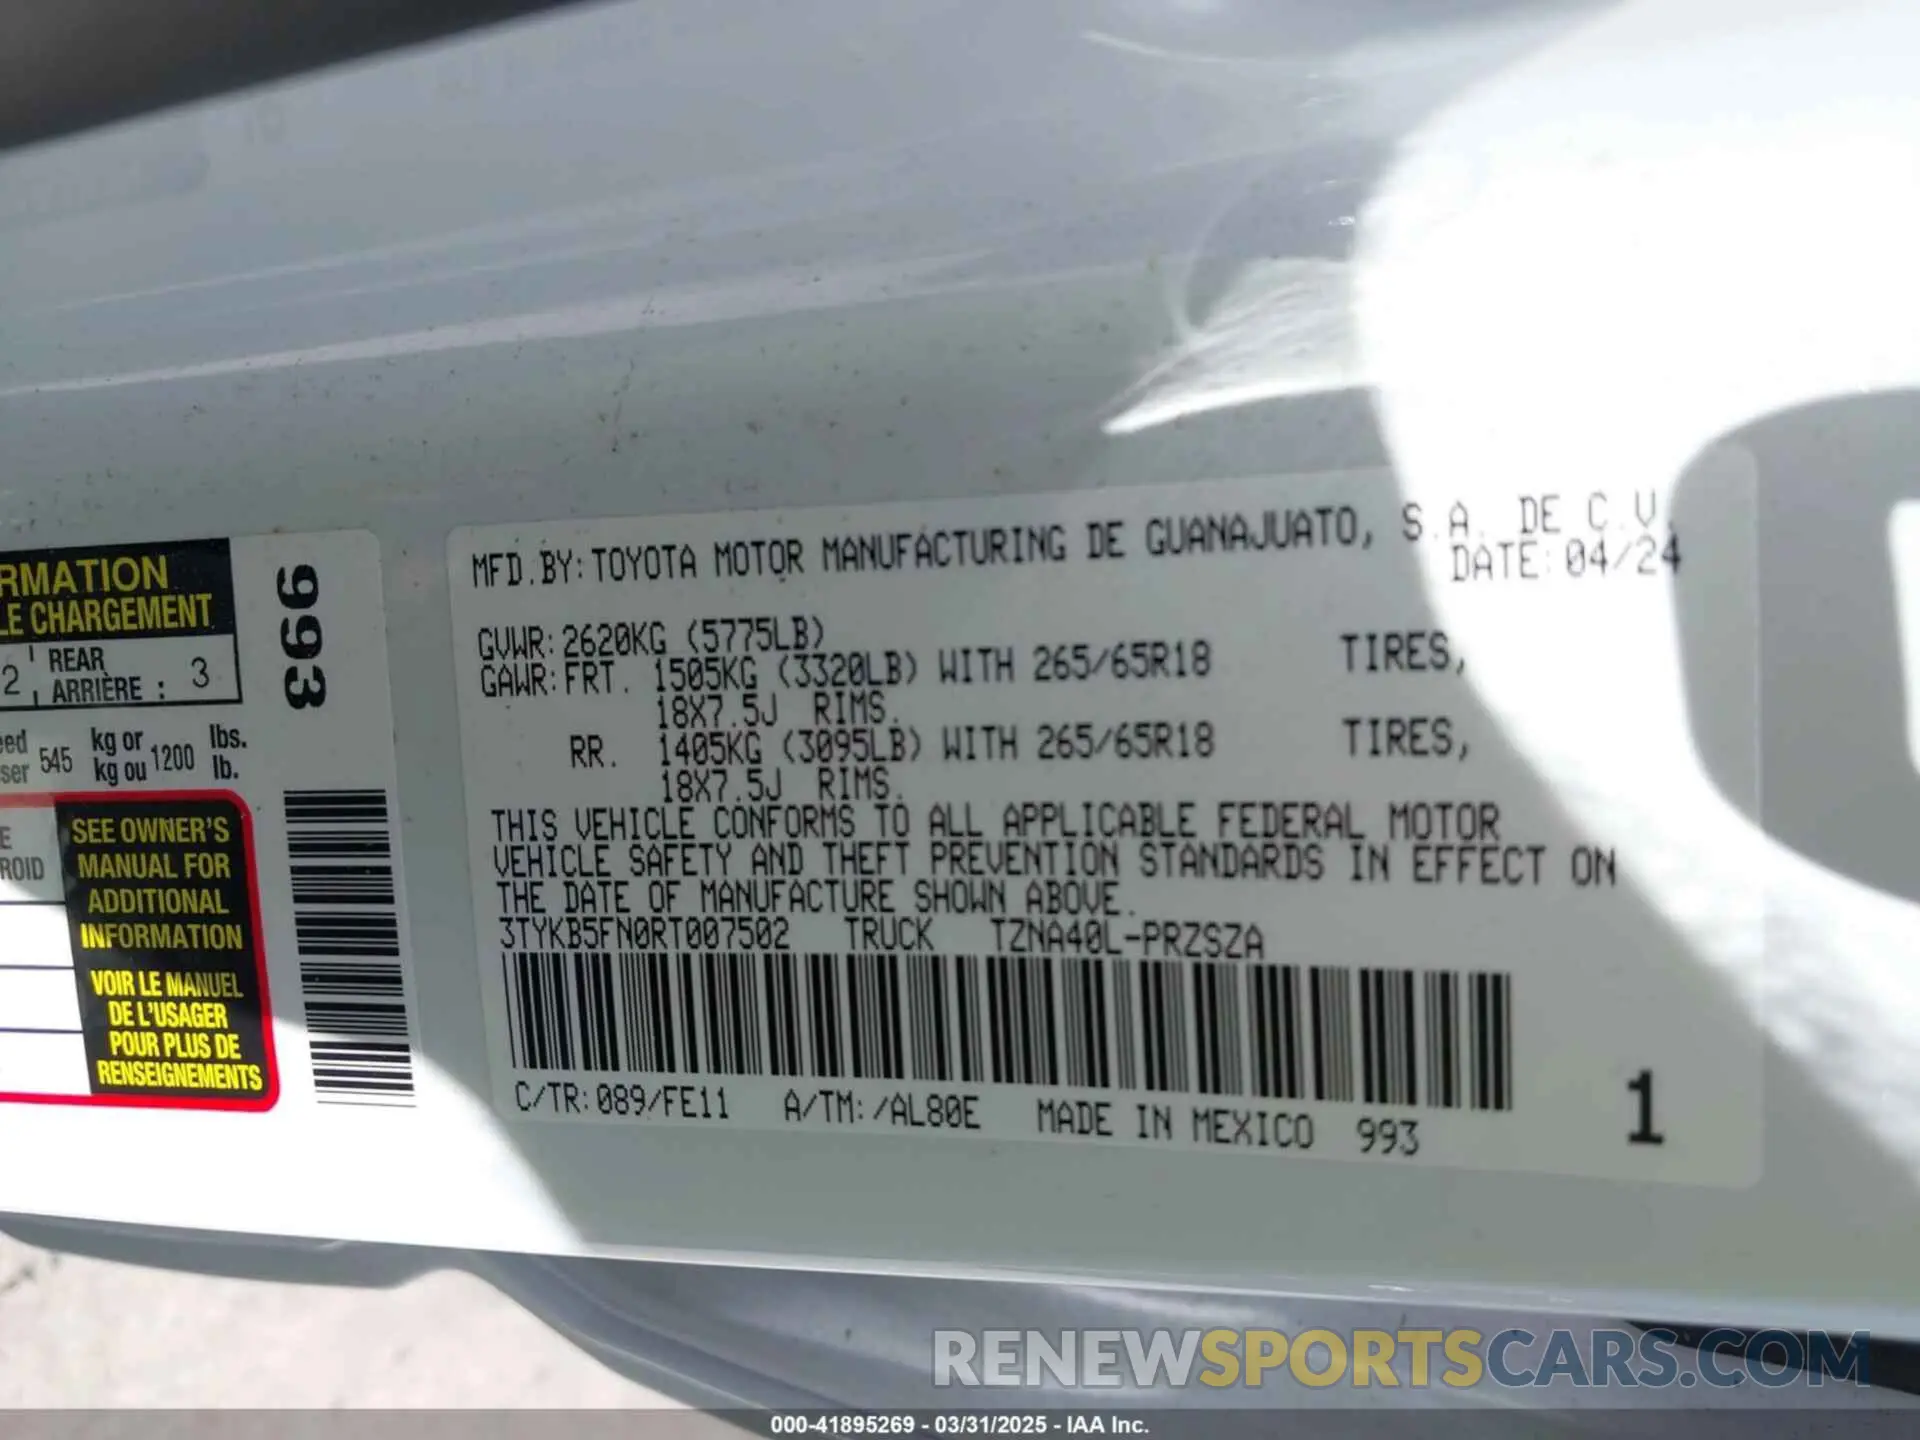 RMATION
LE CHARGEMENT
2 REAR
ARRIÈRE : 3
eed 545 kg or 1200 lbs.
ser kg ou lb.
E
ROID
SEE OWNER'S
MANUAL FOR
ADDITIONAL
INFORMATION
VOIR LE MANUEL
DE L'USAGER
POUR PLUS DE
RENSEIGNEMENTS
993
MFD.BY:TOYOTA MOTOR MANUFACTURING DE GUANAJUATO, S.A. DE C.V.
DATE:04/24
GVWR:2620KG (5775LB)
GAWR:FRT. 1505KG (3320LB) WITH 265/65R18 TIRES,
18X7.5J RIMS.
RR. 1405KG (3095LB) WITH 265/65R18 TIRES,
18X7.5J RIMS.
THIS VEHICLE CONFORMS TO ALL APPLICABLE FEDERAL MOTOR
VEHICLE SAFETY AND THEFT PREVENTION STANDARDS IN EFFECT ON
THE DATE OF MANUFACTURE SHOWN ABOVE.
3TYKB5FN0RT007502 TRUCK TZNA40L-PRZSZA
C/TR:089/FE11 A/TM:/AL80E MADE IN MEXICO 993
1
RENEWSPORTSCARS.COM
000-41895269 - 03/31/2025 - IAA Inc.